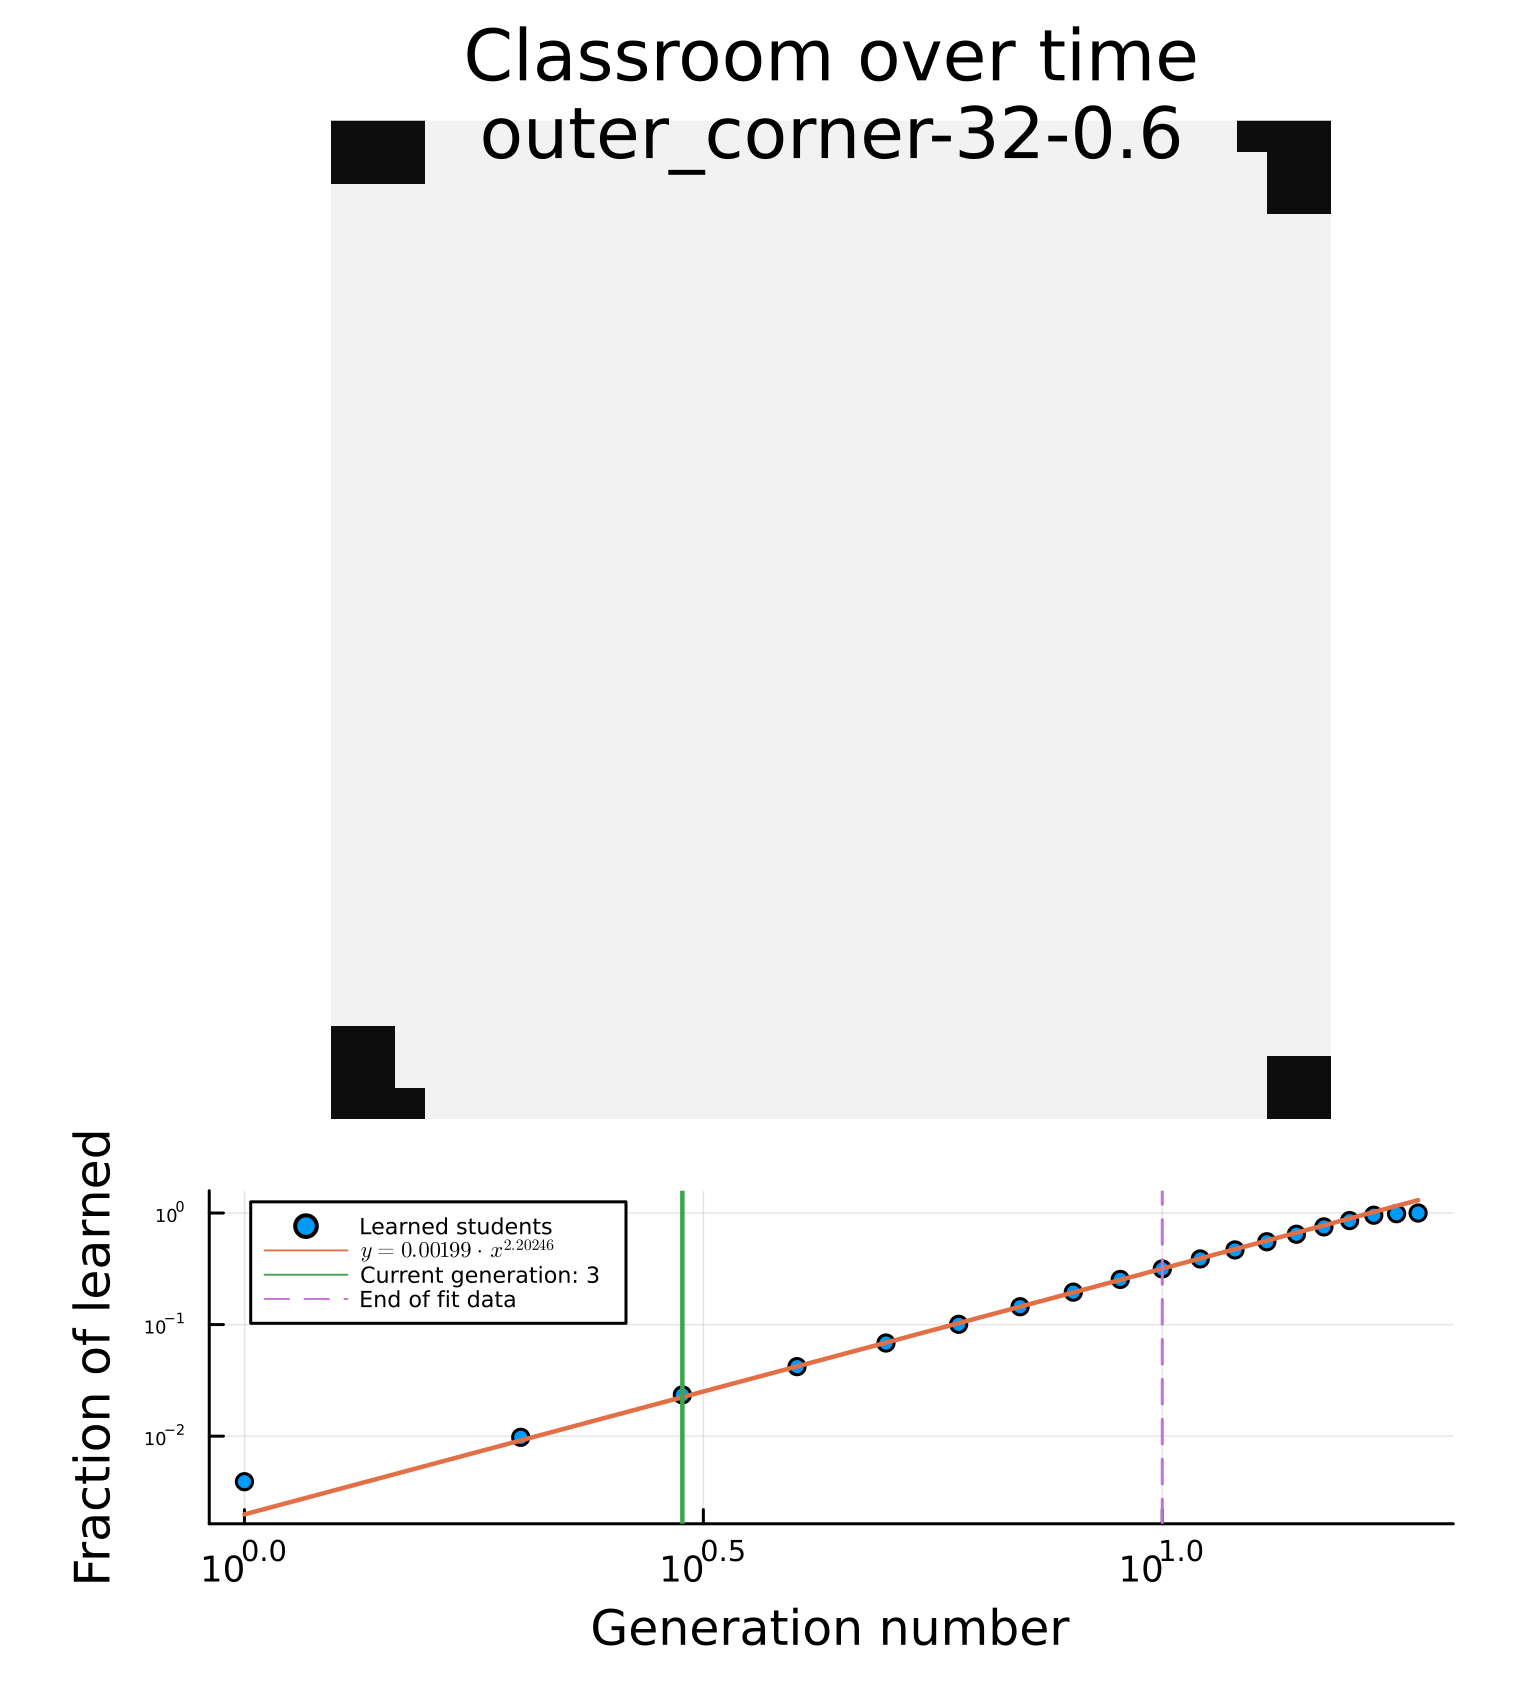 Classroom over time
outer_corner-32-0.6
Fraction of learned
10⁰
10⁻¹
10⁻²
Learned students
y = 0.00199 · x^2.20246
Current generation: 3
End of fit data
10^0.0
10^0.5
10^1.0
Generation number